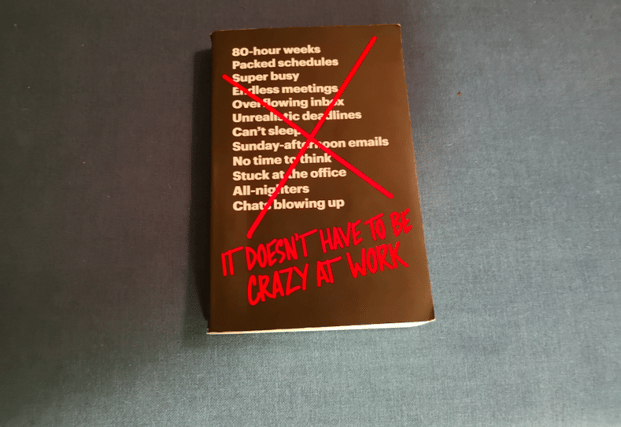 80-hour weeks
Packed schedules
Super busy
Endless meetings
Overflowing inbox
Unrealistic deadlines
Can't sleep
Sunday-afternoon emails
No time to think
Stuck at the office
All-nighters
Chats blowing up
IT DOESN'T HAVE TO BE
CRAZY AT WORK